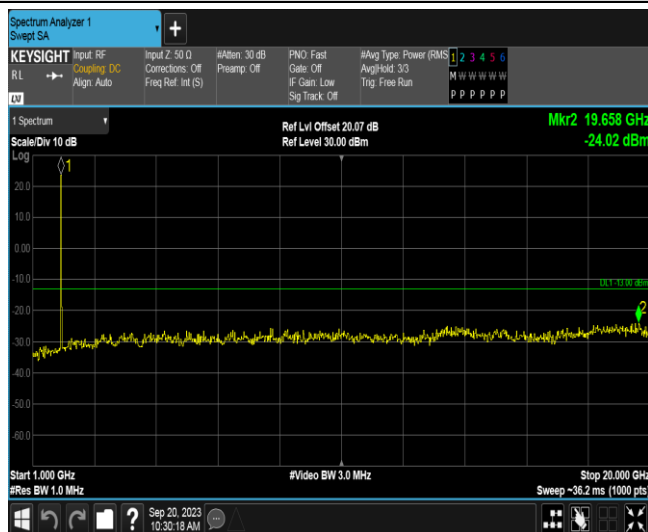 Spectrum Analyzer 1
Swept SA
+
KEYSIGHT Input: RF Input Z: 50 Ω #Atten: 30 dB PNO: Fast #Avg Type: Power (RMS 1 2 3 4 5 6
RL Coupling: DC Corrections: Off Preamp: Off Gate: Off Avg|Hold: 3/3 M W W W W W
Align: Auto Freq Ref: Int (S) IF Gain: Low Trig: Free Run
Sig Track: Off P P P P P P
LXI
1 Spectrum Ref Lvl Offset 20.07 dB Mkr2 19.658 GHz
Scale/Div 10 dB Ref Level 30.00 dBm -24.02 dBm
Log
1
20.0
10.0
0.00
-10.0
DL1 -13.00 dBm
2
-20.0
-30.0
-40.0
-50.0
-60.0
Start 1.000 GHz #Video BW 3.0 MHz Stop 20.000 GHz
#Res BW 1.0 MHz Sweep ~36.2 ms (1000 pts)
? Sep 20, 2023
10:30:18 AM